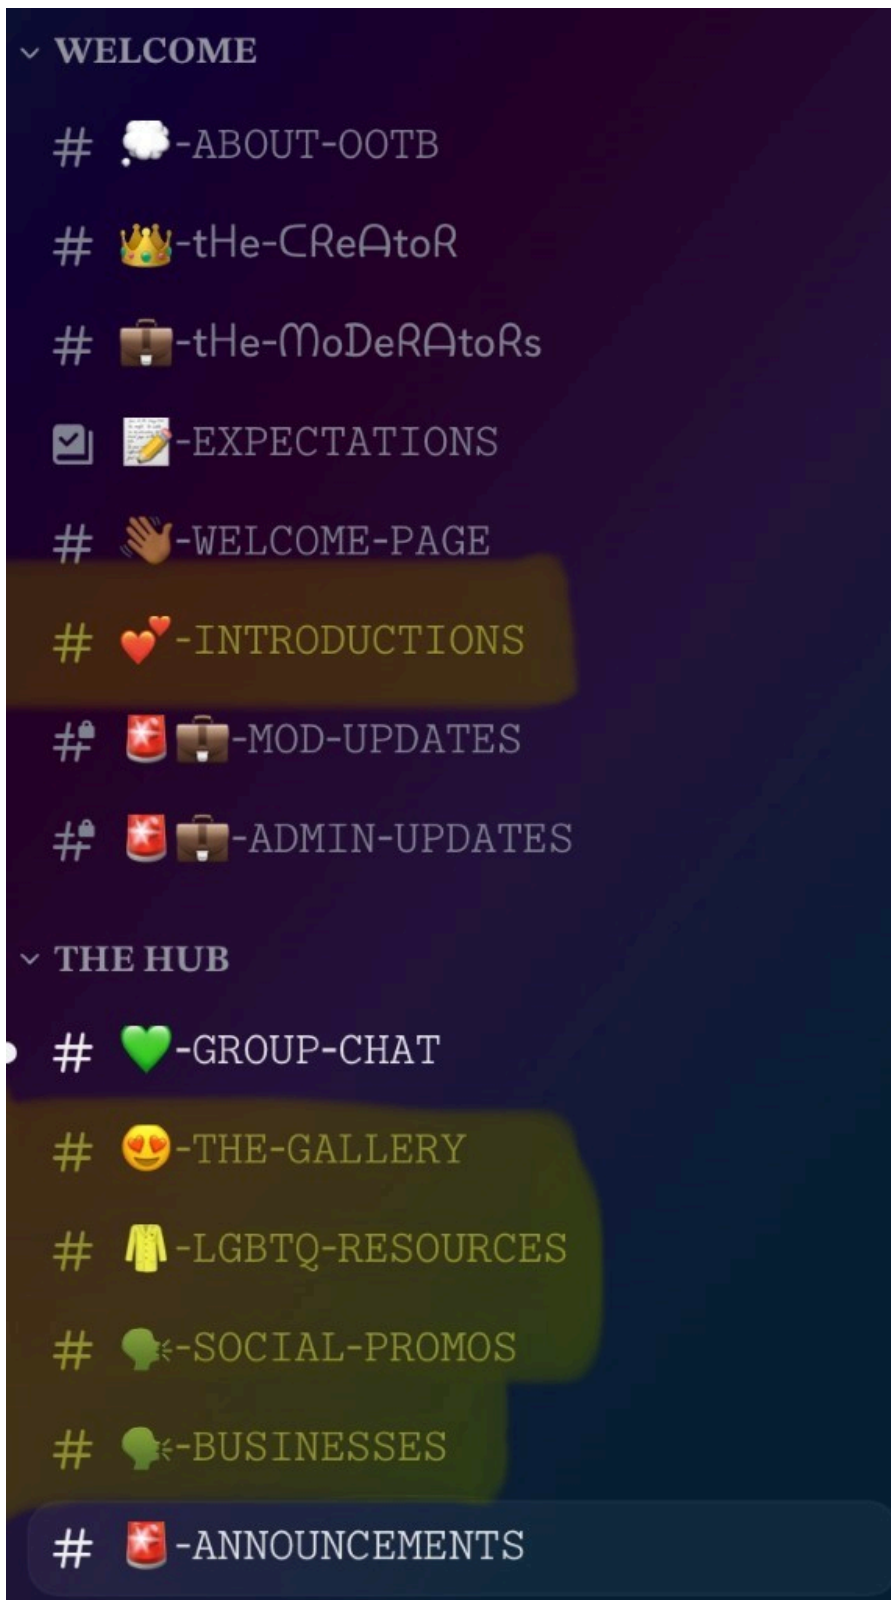 WELCOME
# 💭-ABOUT-OOTB
# 👑-tHe-CReAtoR
# 💼-tHe-MoDeRAtoRs
📝-EXPECTATIONS
# 👋🏾-WELCOME-PAGE
# 💕-INTRODUCTIONS
# 🚨💼-MOD-UPDATES
# 🚨💼-ADMIN-UPDATES
THE HUB
# 💚-GROUP-CHAT
# 😍-THE-GALLERY
# 🥼-LGBTQ-RESOURCES
# 🗣-SOCIAL-PROMOS
# 🗣-BUSINESSES
# 🚨-ANNOUNCEMENTS